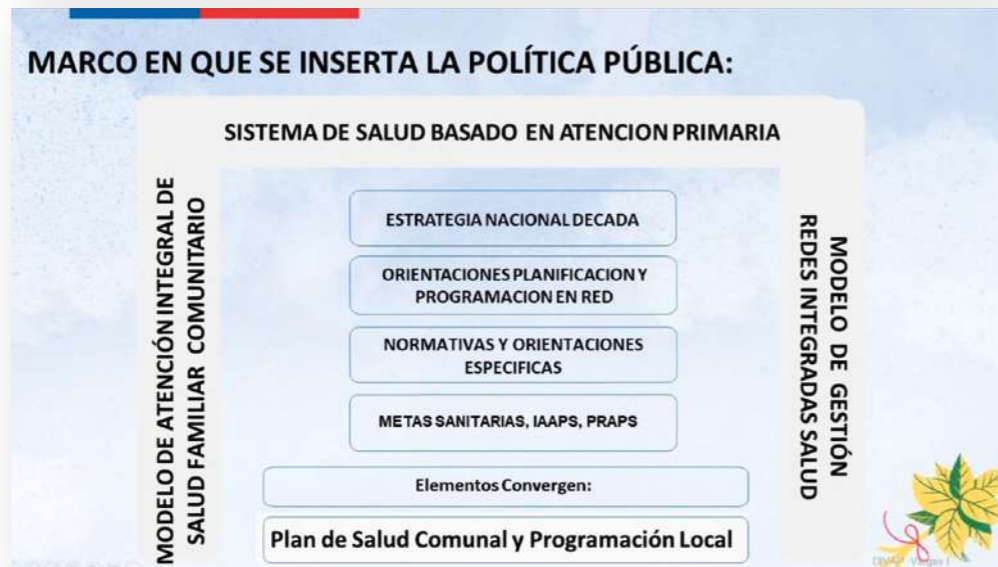 MARCO EN QUE SE INSERTA LA POLÍTICA PÚBLICA:
SISTEMA DE SALUD BASADO EN ATENCION PRIMARIA
MODELO DE ATENCIÓN INTEGRAL DE
SALUD FAMILIAR COMUNITARIO
ESTRATEGIA NACIONAL DECADA
ORIENTACIONES PLANIFICACION Y
PROGRAMACION EN RED
NORMATIVAS Y ORIENTACIONES
ESPECIFICAS
METAS SANITARIAS, IAAPS, PRAPS
Elementos Convergen:
Plan de Salud Comunal y Programación Local
MODELO DE GESTIÓN
REDES INTEGRADAS SALUD